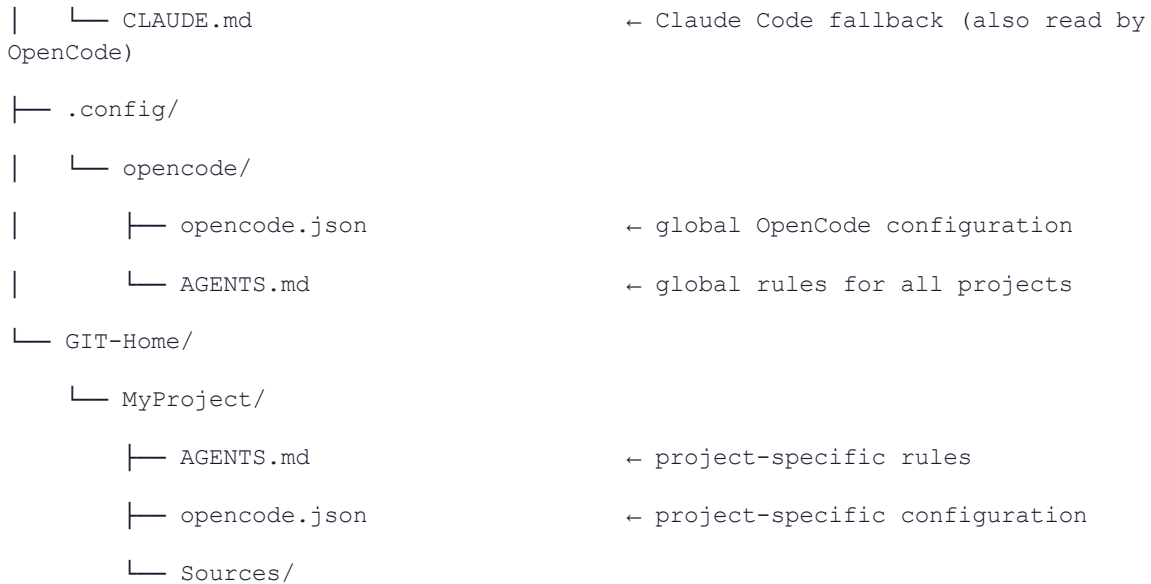 │   └── CLAUDE.md                          ← Claude Code fallback (also read by
OpenCode)
├── .config/
│   └── opencode/
│       ├── opencode.json                  ← global OpenCode configuration
│       └── AGENTS.md                      ← global rules for all projects
└── GIT-Home/
    └── MyProject/
        ├── AGENTS.md                      ← project-specific rules
        ├── opencode.json                  ← project-specific configuration
        └── Sources/